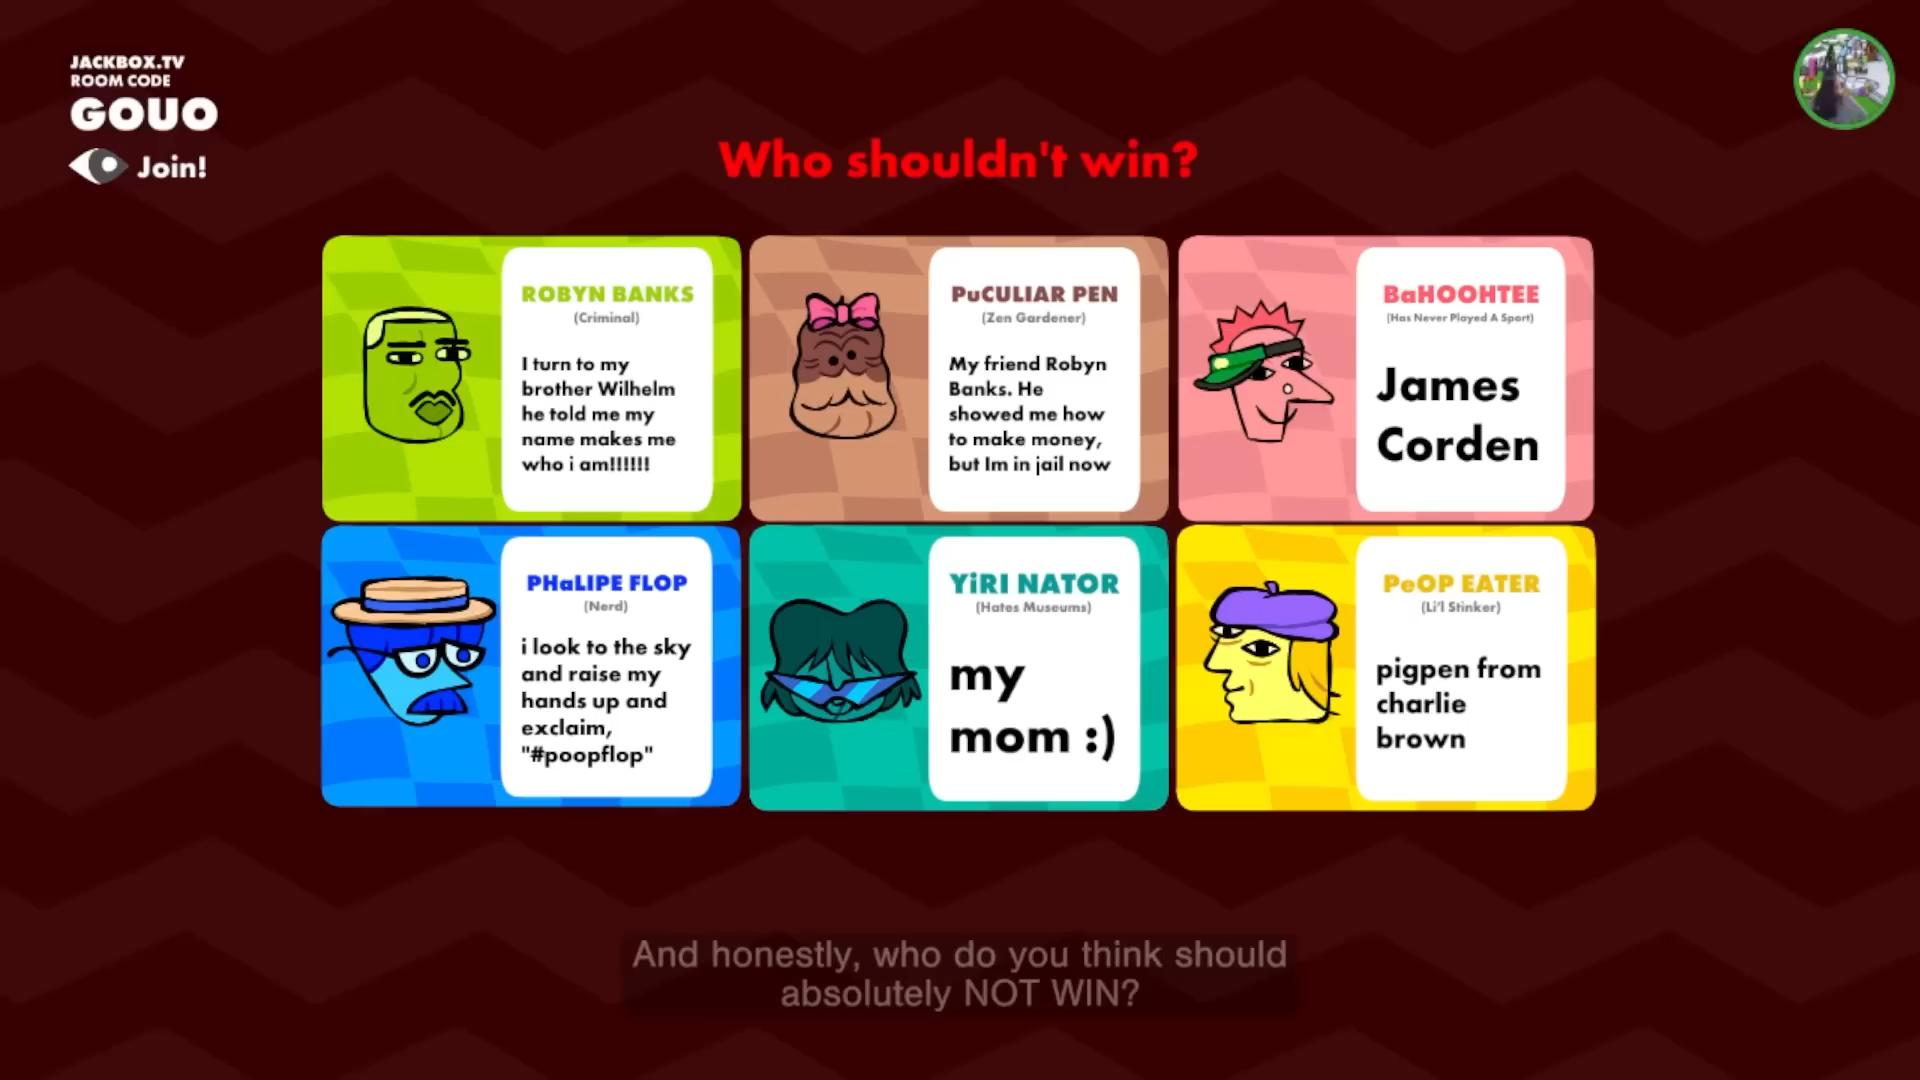 JACKBOX.TV
ROOM CODE
GOUO
Join!
Who shouldn't win?
ROBYN BANKS
(Criminal)
I turn to my
brother Wilhelm
he told me my
name makes me
who i am!!!!!!
PuCULIAR PEN
(Zen Gardener)
My friend Robyn
Banks. He
showed me how
to make money,
but Im in jail now
BaHOOHTEE
(Has Never Played A Sport)
James
Corden
PHaLIPE FLOP
(Nerd)
i look to the sky
and raise my
hands up and
exclaim,
"#poopflop"
YiRI NATOR
(Hates Museums)
my
mom :)
PeOP EATER
(Li'l Stinker)
pigpen from
charlie
brown
And honestly, who do you think should
absolutely NOT WIN?